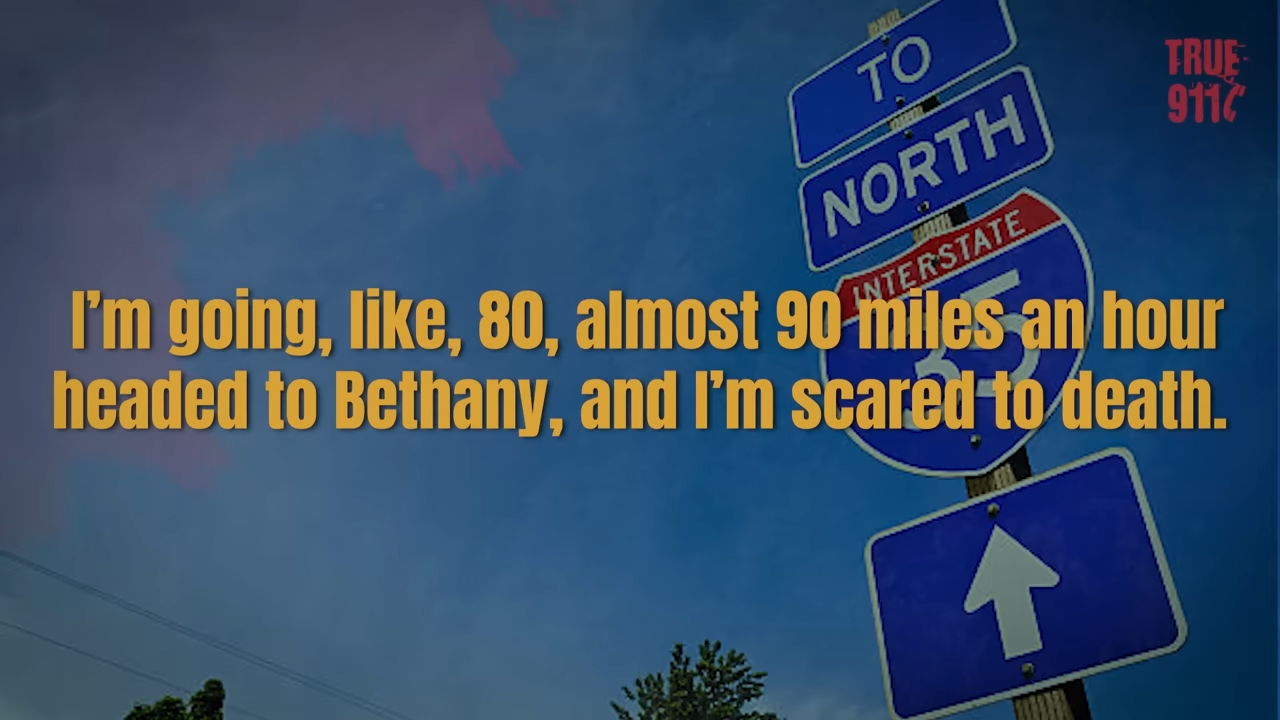 TO
NORTH
INTERSTATE
35
TRUE
911
I’m going, like, 80, almost 90 miles an hour
headed to Bethany, and I’m scared to death.